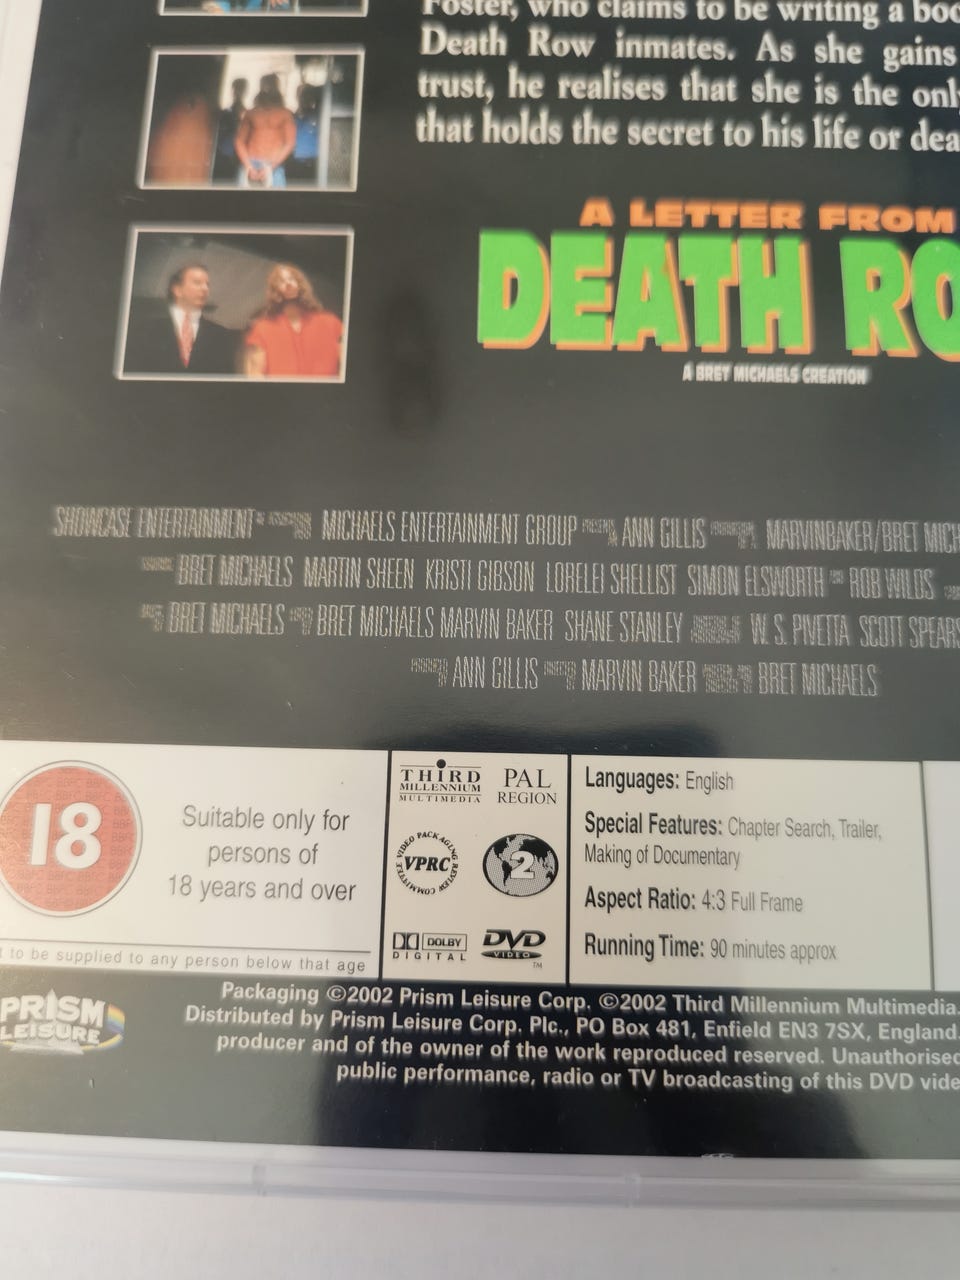 Foster, who claims to be writing a boo
Death Row inmates. As she gains
trust, he realises that she is the onl
that holds the secret to his life or dea
A LETTER FROM
DEATH RO
A BRET MICHAELS CREATION
SHOWCASE ENTERTAINMENT MICHAELS ENTERTAINMENT GROUP ANN GILLIS MARVINBAKER/BRET MICH
BRET MICHAELS MARTIN SHEEN KRISTI GIBSON LORELEI SHELLIST SIMON ELSWORTH ROB WILDS
BRET MICHAELS BRET MICHAELS MARVIN BAKER SHANE STANLEY W. S. PIVETTA SCOTT SPEARS
ANN GILLIS MARVIN BAKER BRET MICHAELS
18
Suitable only for
persons of
18 years and over
t to be supplied to any person below that age
THIRD
MILLENNIUM
MULTIMEDIA
PAL
REGION
VIDEO PACKAGING REVIEW COMMITTEE
VPRC
2
DOLBY
DIGITAL
DVD
VIDEO
TM
Languages: English
Special Features: Chapter Search, Trailer,
Making of Documentary
Aspect Ratio: 4:3 Full Frame
Running Time: 90 minutes approx
PRISM
LEISURE
Packaging ©2002 Prism Leisure Corp. ©2002 Third Millennium Multimedia.
Distributed by Prism Leisure Corp. Plc., PO Box 481, Enfield EN3 7SX, England.
producer and of the owner of the work reproduced reserved. Unauthorised
public performance, radio or TV broadcasting of this DVD vide